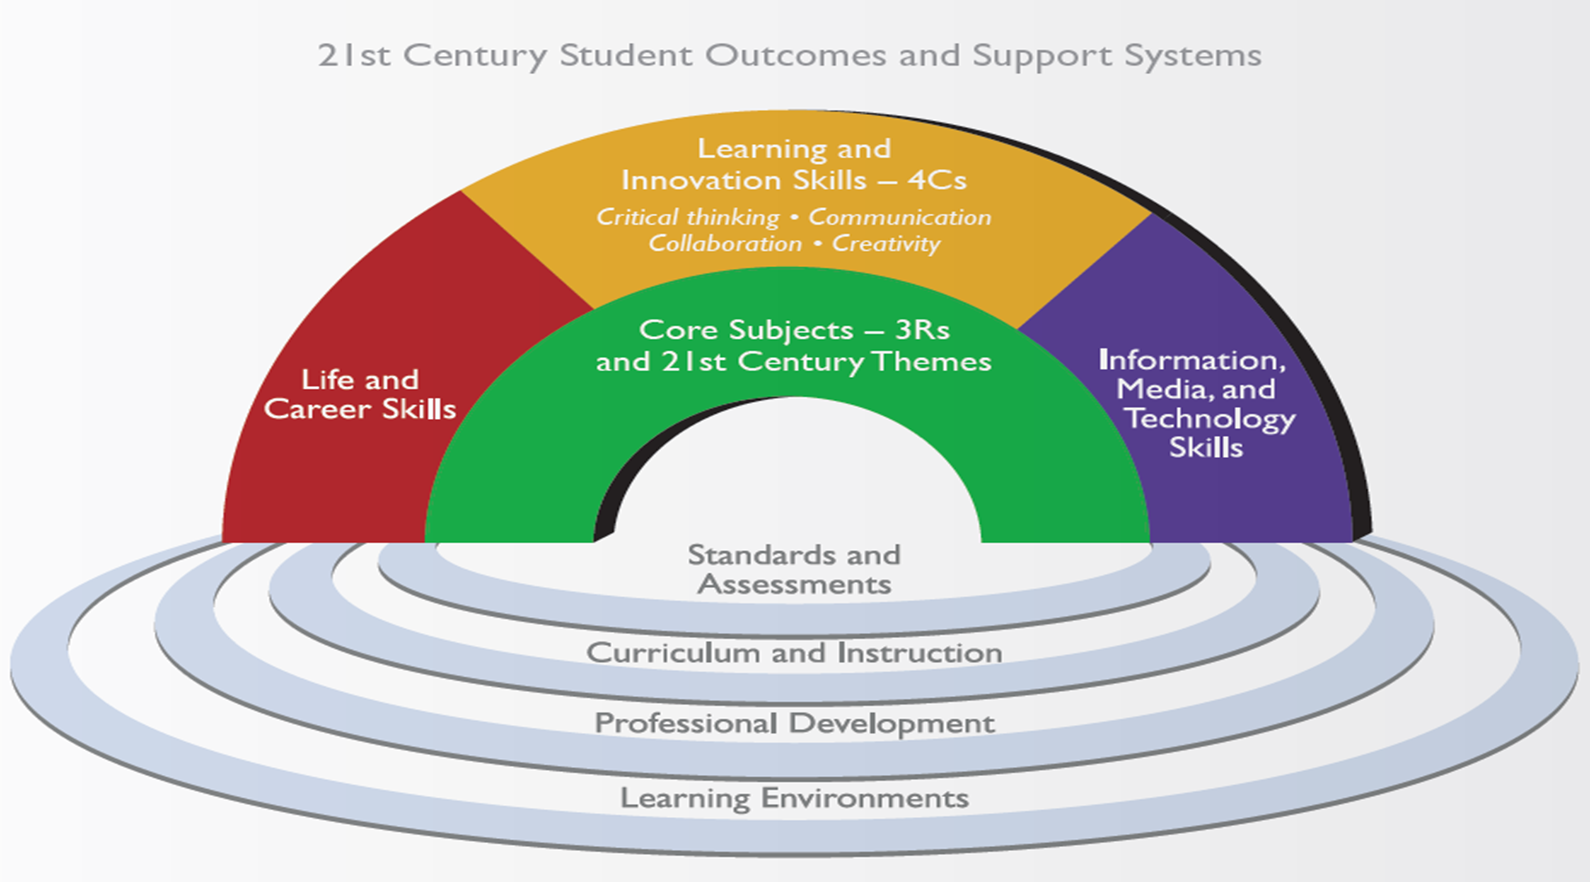 21st Century Student Outcomes and Support Systems
Learning and
Innovation Skills – 4Cs
Critical thinking • Communication
Collaboration • Creativity
Core Subjects – 3Rs
and 21st Century Themes
Life and
Career Skills
Information,
Media, and
Technology
Skills
Standards and
Assessments
Curriculum and Instruction
Professional Development
Learning Environments